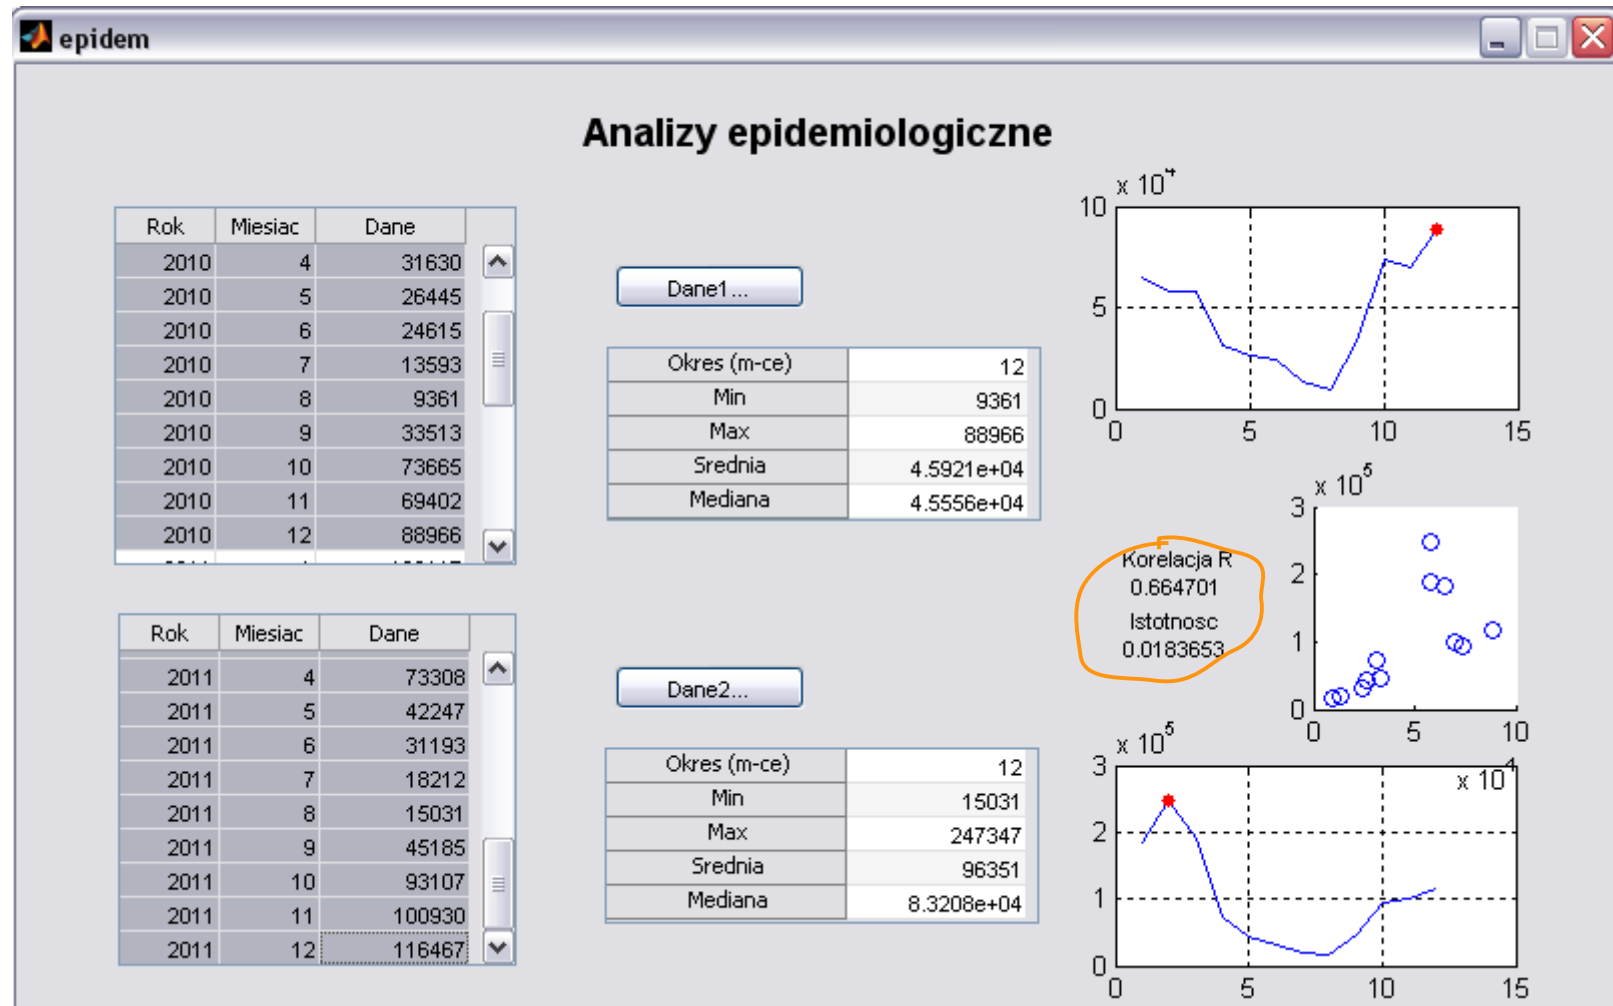 epidem
Analizy epidemiologiczne
Rok Miesiac Dane
2010 4 31630
2010 5 26445
2010 6 24615
2010 7 13593
2010 8 9361
2010 9 33513
2010 10 73665
2010 11 69402
2010 12 88966
Dane1...
Okres (m-ce) 12
Min 9361
Max 88966
Srednia 4.5921e+04
Mediana 4.5556e+04
x 10^4
10
5
0
0 5 10 15
Korelacja R
0.664701
Istotnosc
0.0183653
x 10^5
3
2
1
0
0 5 10
x 10^4
Rok Miesiac Dane
2011 4 73308
2011 5 42247
2011 6 31193
2011 7 18212
2011 8 15031
2011 9 45185
2011 10 93107
2011 11 100930
2011 12 116467
Dane2...
Okres (m-ce) 12
Min 15031
Max 247347
Srednia 96351
Mediana 8.3208e+04
x 10^5
3
2
1
0
0 5 10 15